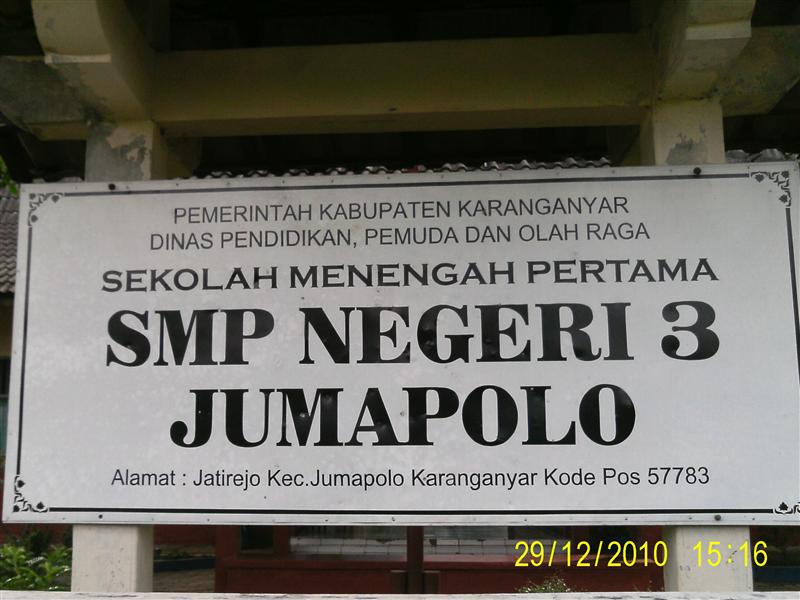 PEMERINTAH KABUPATEN KARANGANYAR
DINAS PENDIDIKAN, PEMUDA DAN OLAH RAGA
SEKOLAH MENENGAH PERTAMA
SMP NEGERI 3
JUMAPOLO
Alamat : Jatirejo Kec.Jumapolo Karanganyar Kode Pos 57783
29/12/2010 15:16